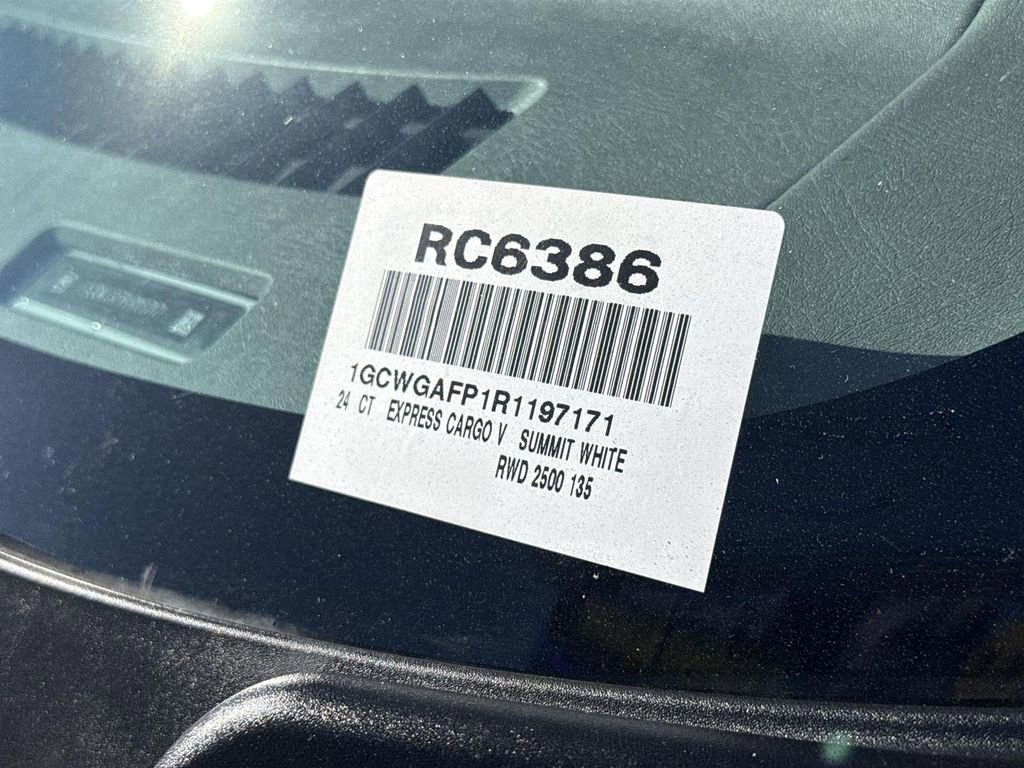 RC6386
1GCWGAFP1R1197171
24 CT EXPRESS CARGO V SUMMIT WHITE
RWD 2500 135